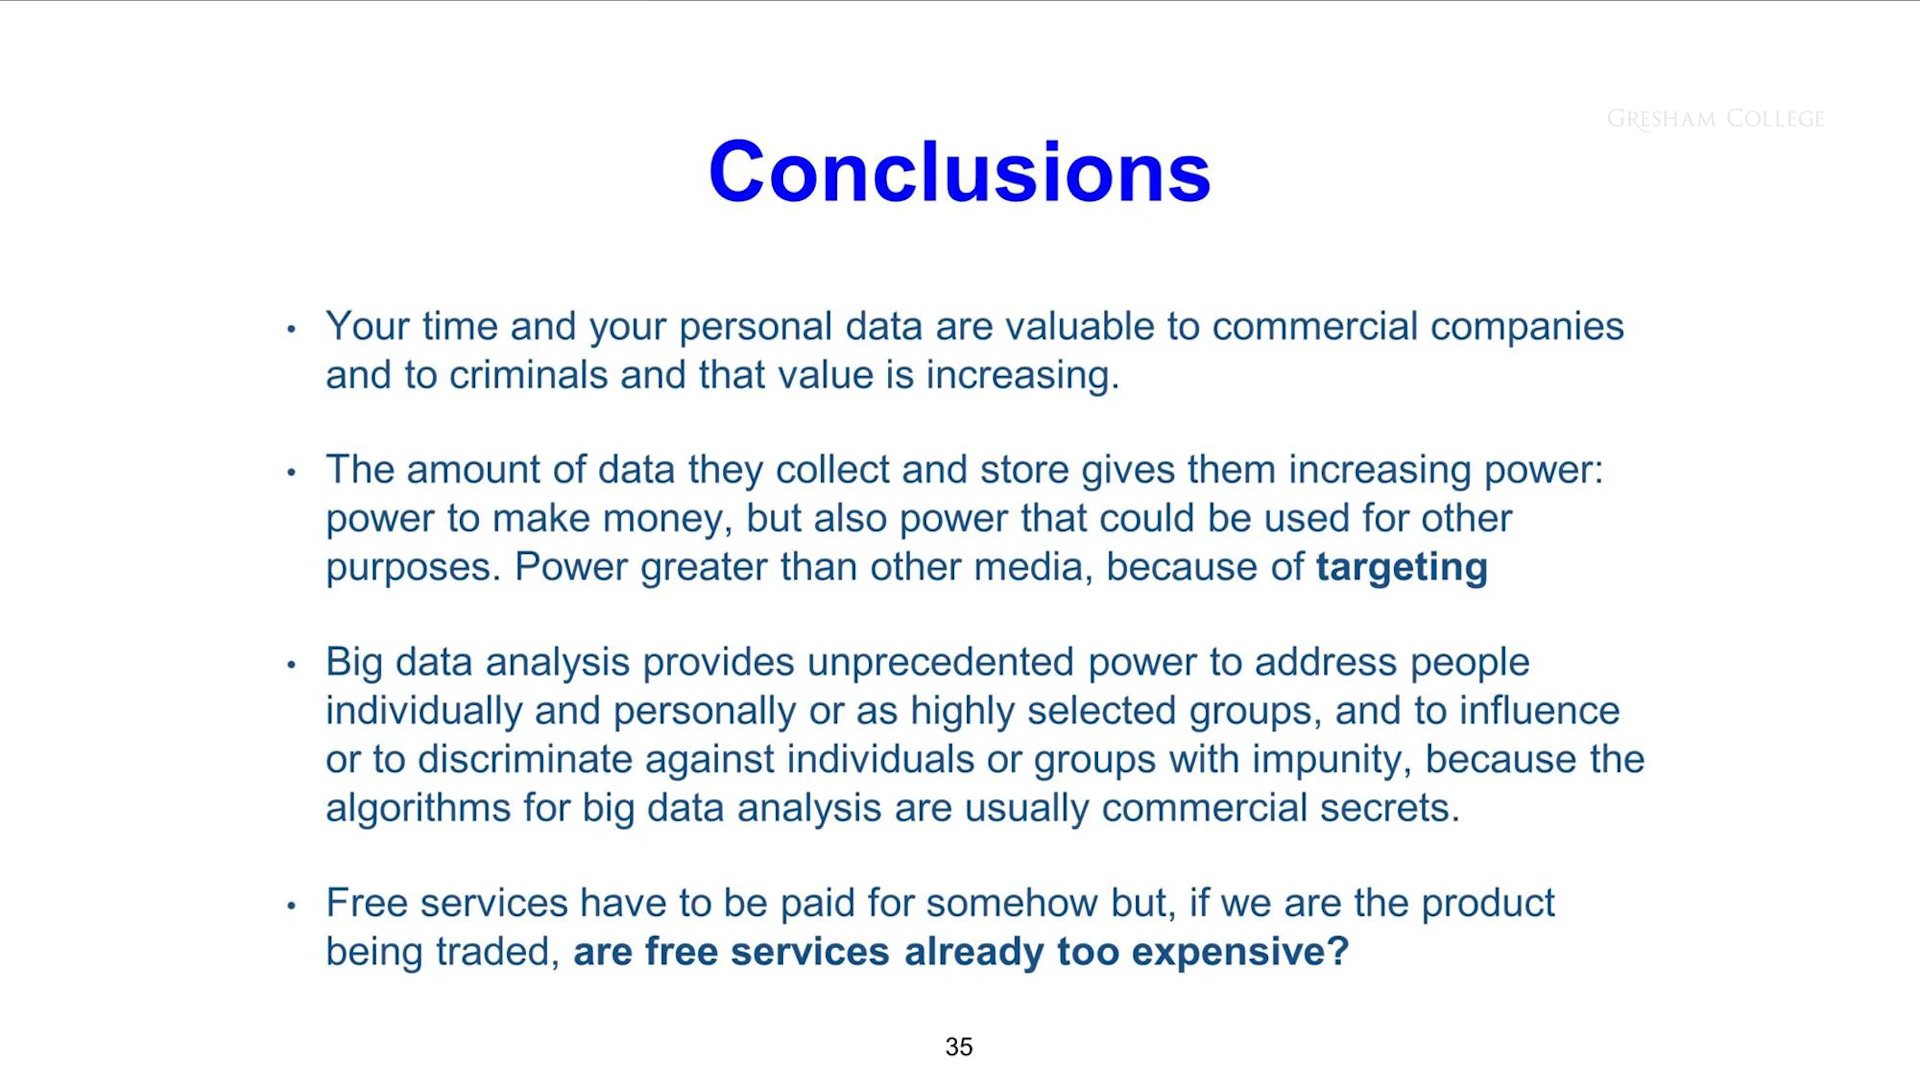 GRESHAM COLLEGE
Conclusions
• Your time and your personal data are valuable to commercial companies
and to criminals and that value is increasing.
• The amount of data they collect and store gives them increasing power:
power to make money, but also power that could be used for other
purposes. Power greater than other media, because of targeting
• Big data analysis provides unprecedented power to address people
individually and personally or as highly selected groups, and to influence
or to discriminate against individuals or groups with impunity, because the
algorithms for big data analysis are usually commercial secrets.
• Free services have to be paid for somehow but, if we are the product
being traded, are free services already too expensive?
35